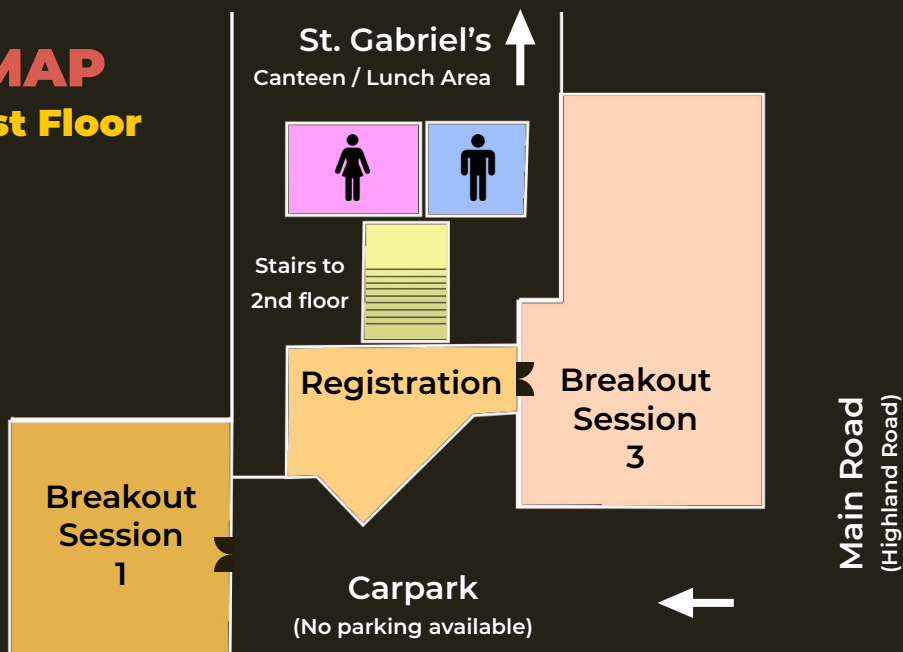 MAP
st Floor
St. Gabriel's
Canteen / Lunch Area
Stairs to
2nd floor
Registration
Breakout
Session
3
Breakout
Session
1
Carpark
(No parking available)
Main Road
(Highland Road)